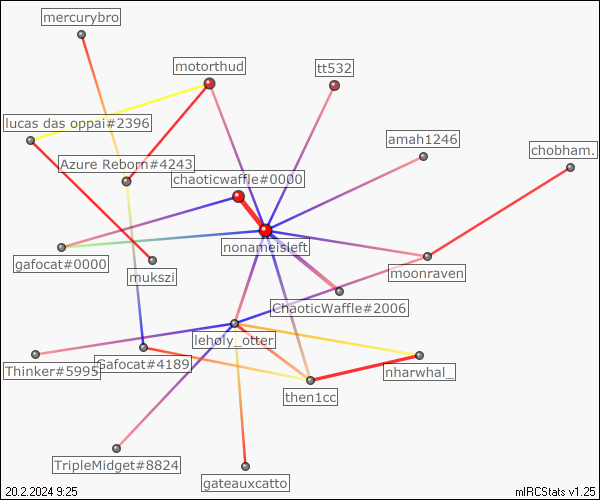 mercurybro
motorthud
tt532
lucas das oppai#2396
amah1246
chobham.
Azure Reborn#4243
chaoticwaffle#0000
nonameisleft
gafocat#0000
mukszi
moonraven
ChaoticWaffle#2006
leholy_otter
Thinker#5995
Gafocat#4189
nharwhal_
then1cc
TripleMidget#8824
gateauxcatto
20.2.2024 9:25
mIRCStats v1.25